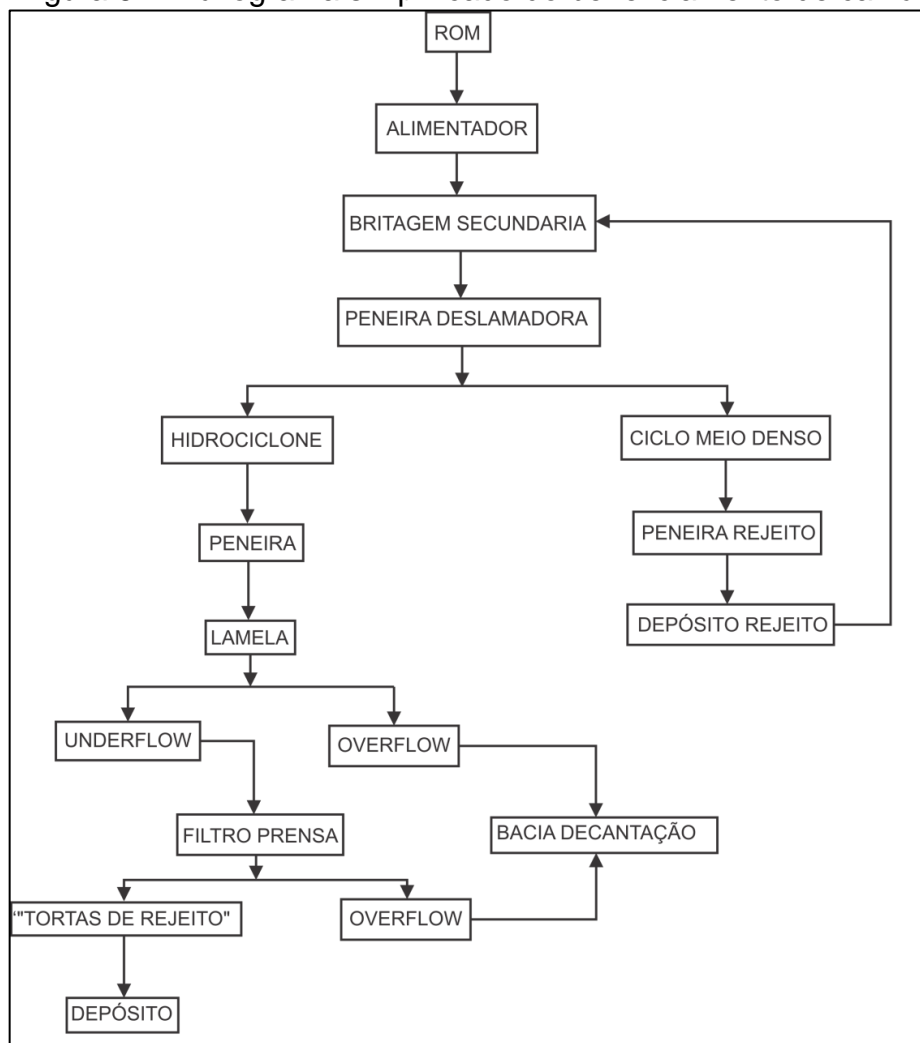 ROM
ALIMENTADOR
BRITAGEM SECUNDARIA
PENEIRA DESLAMADORA
HIDROCICLONE
CICLO MEIO DENSO
PENEIRA REJEITO
PENEIRA
DEPÓSITO REJEITO
LAMELA
UNDERFLOW
OVERFLOW
FILTRO PRENSA
BACIA DECANTAÇÃO
'"TORTAS DE REJEITO"
OVERFLOW
DEPÓSITO